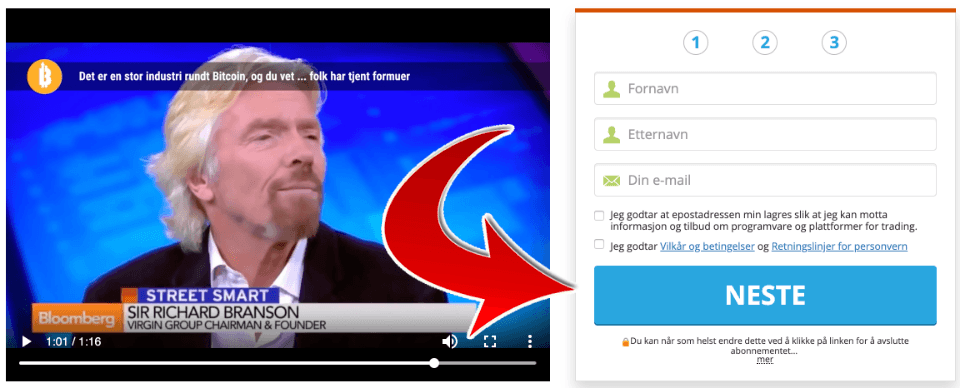 Det er en stor industri rundt Bitcoin, og du vet ... folk har tjent formuer
STREET SMART
Bloomberg
SIR RICHARD BRANSON
VIRGIN GROUP CHAIRMAN & FOUNDER
1:01 / 1:16
1 2 3
Fornavn
Etternavn
Din e-mail
Jeg godtar at epostadressen min lagres slik at jeg kan motta
informasjon og tilbud om programvare og plattformer for trading.
Jeg godtar Vilkår og betingelser og Retningslinjer for personvern
NESTE
Du kan når som helst endre dette ved å klikke på linken for å avslutte
abonnementet...
mer